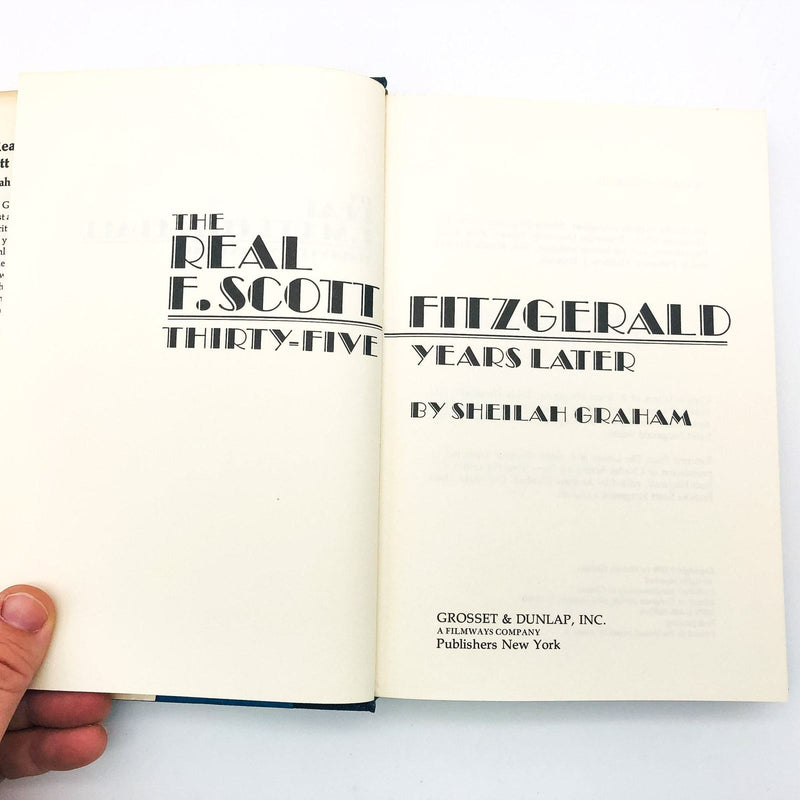 THE
REAL
F. SCOTT FITZGERALD
THIRTY-FIVE YEARS LATER
BY SHEILAH GRAHAM
GROSSET & DUNLAP, INC.
A FILMWAYS COMPANY
Publishers New York